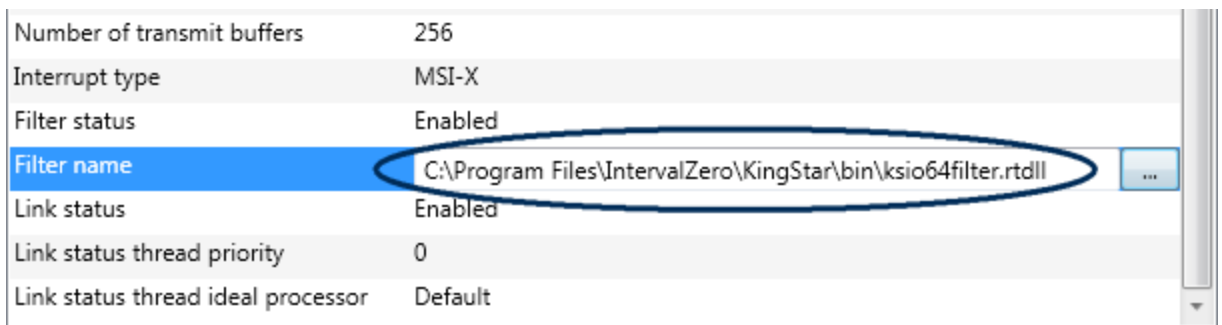 Number of transmit buffers 256
Interrupt type MSI-X
Filter status Enabled
Filter name C:\Program Files\IntervalZero\KingStar\bin\ksio64filter.rtdll ...
Link status Enabled
Link status thread priority 0
Link status thread ideal processor Default